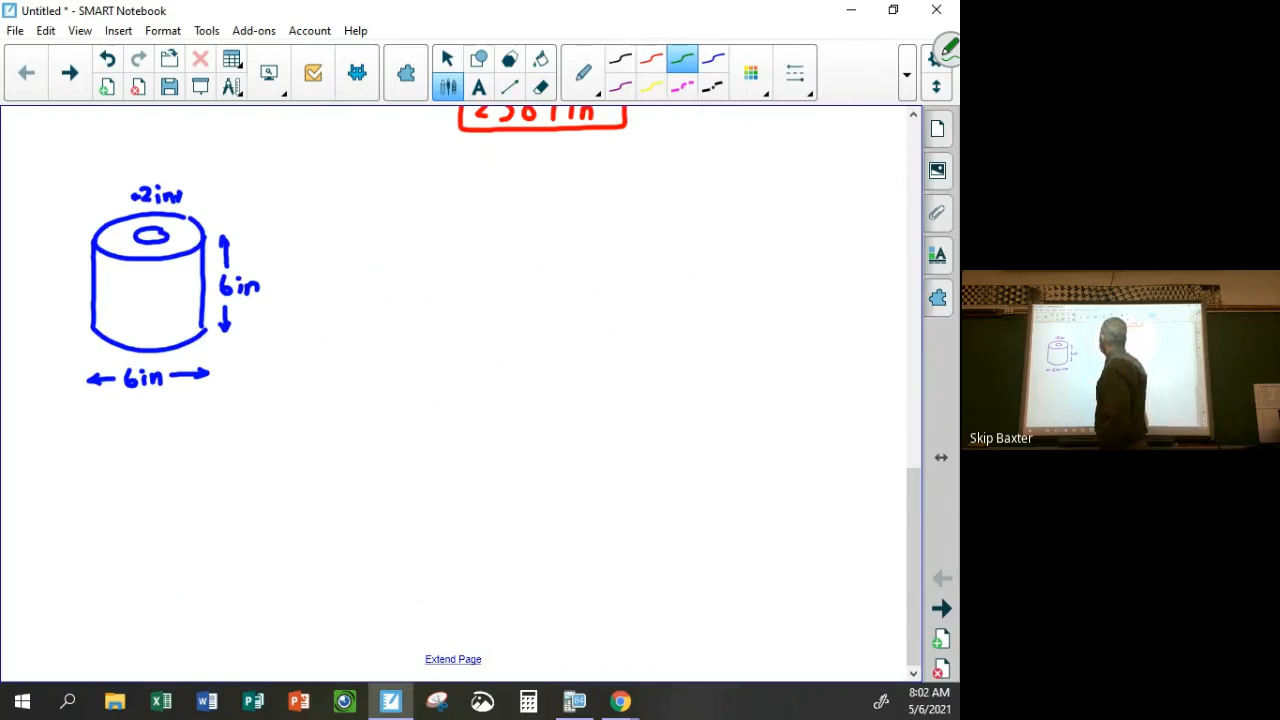 Untitled * - SMART Notebook
File Edit View Insert Format Tools Add-ons Account Help
2in
6in
6in
Extend Page
Skip Baxter
8:02 AM
5/6/2021